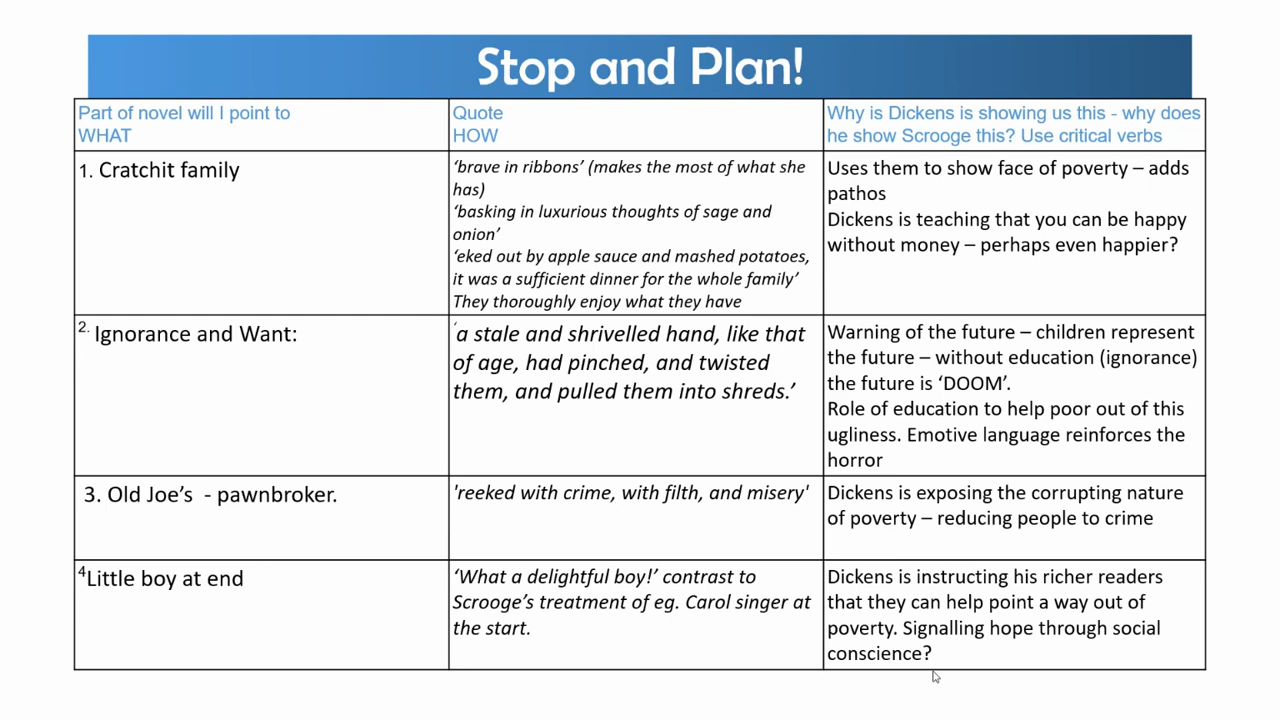 Stop and Plan!
Part of novel will I point to
WHAT
Quote
HOW
Why is Dickens is showing us this - why does
he show Scrooge this? Use critical verbs
1. Cratchit family
‘brave in ribbons’ (makes the most of what she
has)
‘basking in luxurious thoughts of sage and
onion’
‘eked out by apple sauce and mashed potatoes,
it was a sufficient dinner for the whole family’
They thoroughly enjoy what they have
Uses them to show face of poverty – adds
pathos
Dickens is teaching that you can be happy
without money – perhaps even happier?
2. Ignorance and Want:
‘a stale and shrivelled hand, like that
of age, had pinched, and twisted
them, and pulled them into shreds.’
Warning of the future – children represent
the future – without education (ignorance)
the future is ‘DOOM’.
Role of education to help poor out of this
ugliness. Emotive language reinforces the
horror
3. Old Joe’s - pawnbroker.
'reeked with crime, with filth, and misery'
Dickens is exposing the corrupting nature
of poverty – reducing people to crime
4Little boy at end
‘What a delightful boy!’ contrast to
Scrooge’s treatment of eg. Carol singer at
the start.
Dickens is instructing his richer readers
that they can help point a way out of
poverty. Signalling hope through social
conscience?